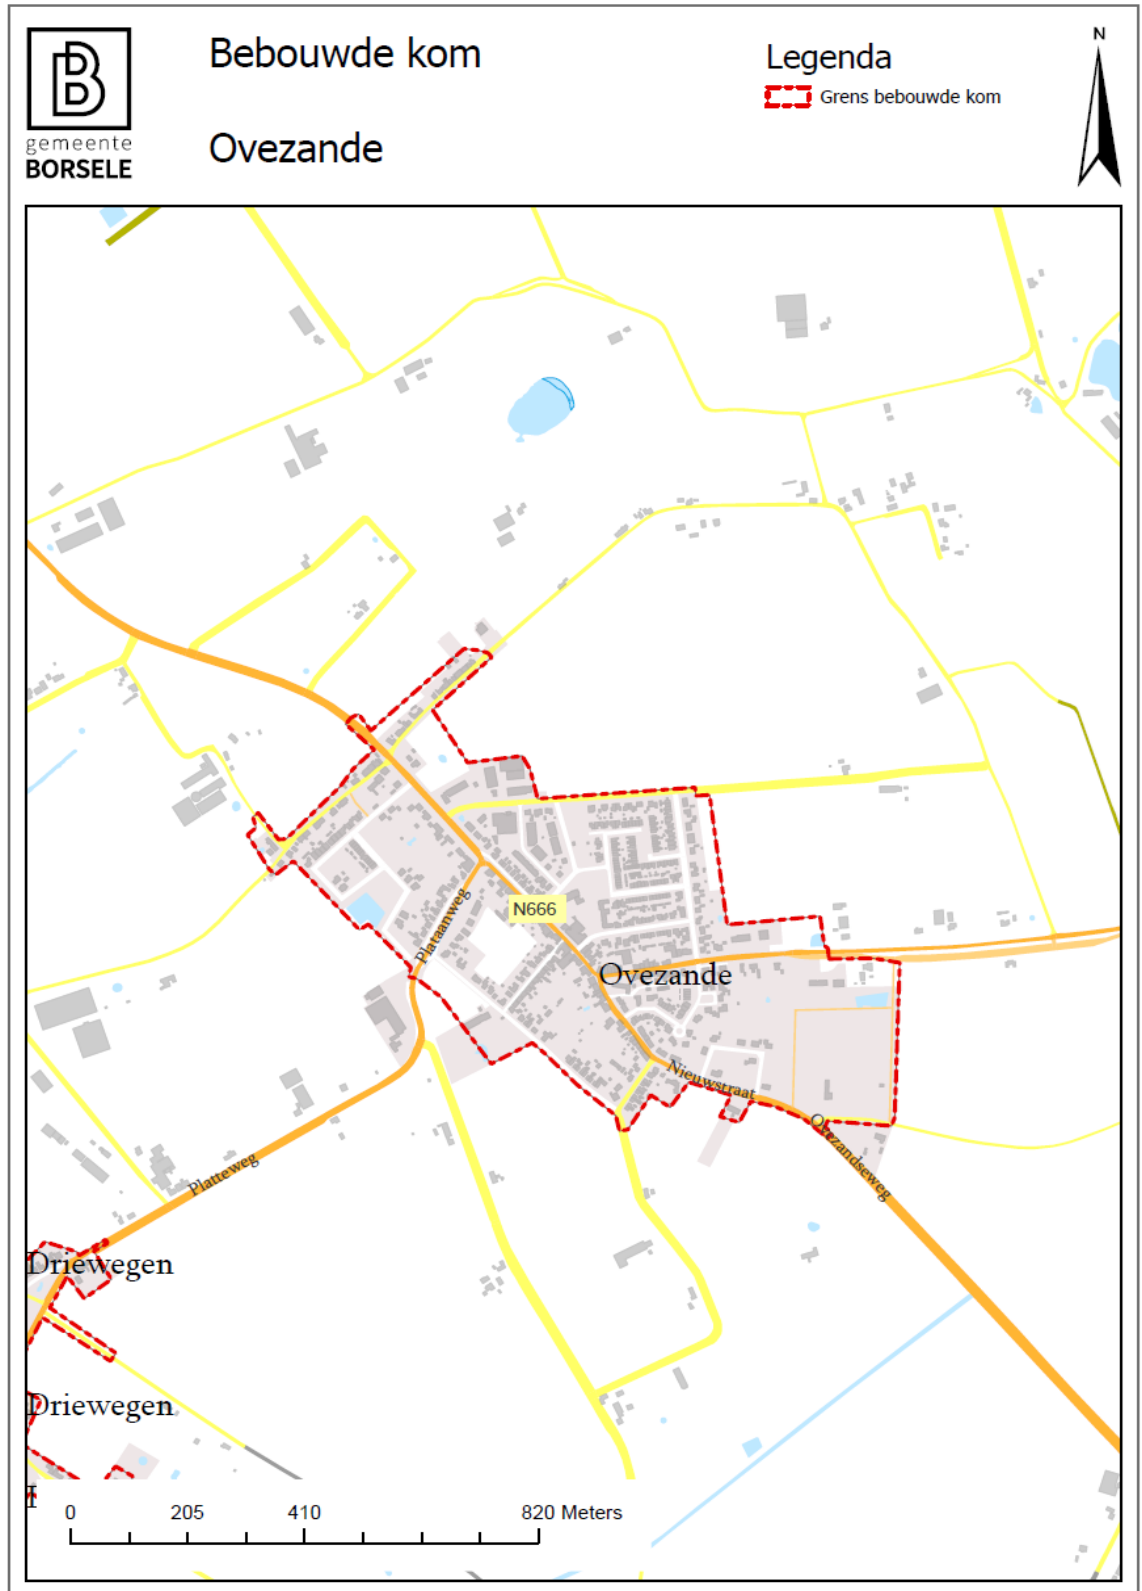 gemeente
BORSELE
Bebouwde kom
Ovezande
Legenda
Grens bebouwde kom
N
N666
Plataanweg
Ovezande
Nieuwstraat
Ovezandseweg
Platteweg
Driewegen
Driewegen
0 205 410 820 Meters